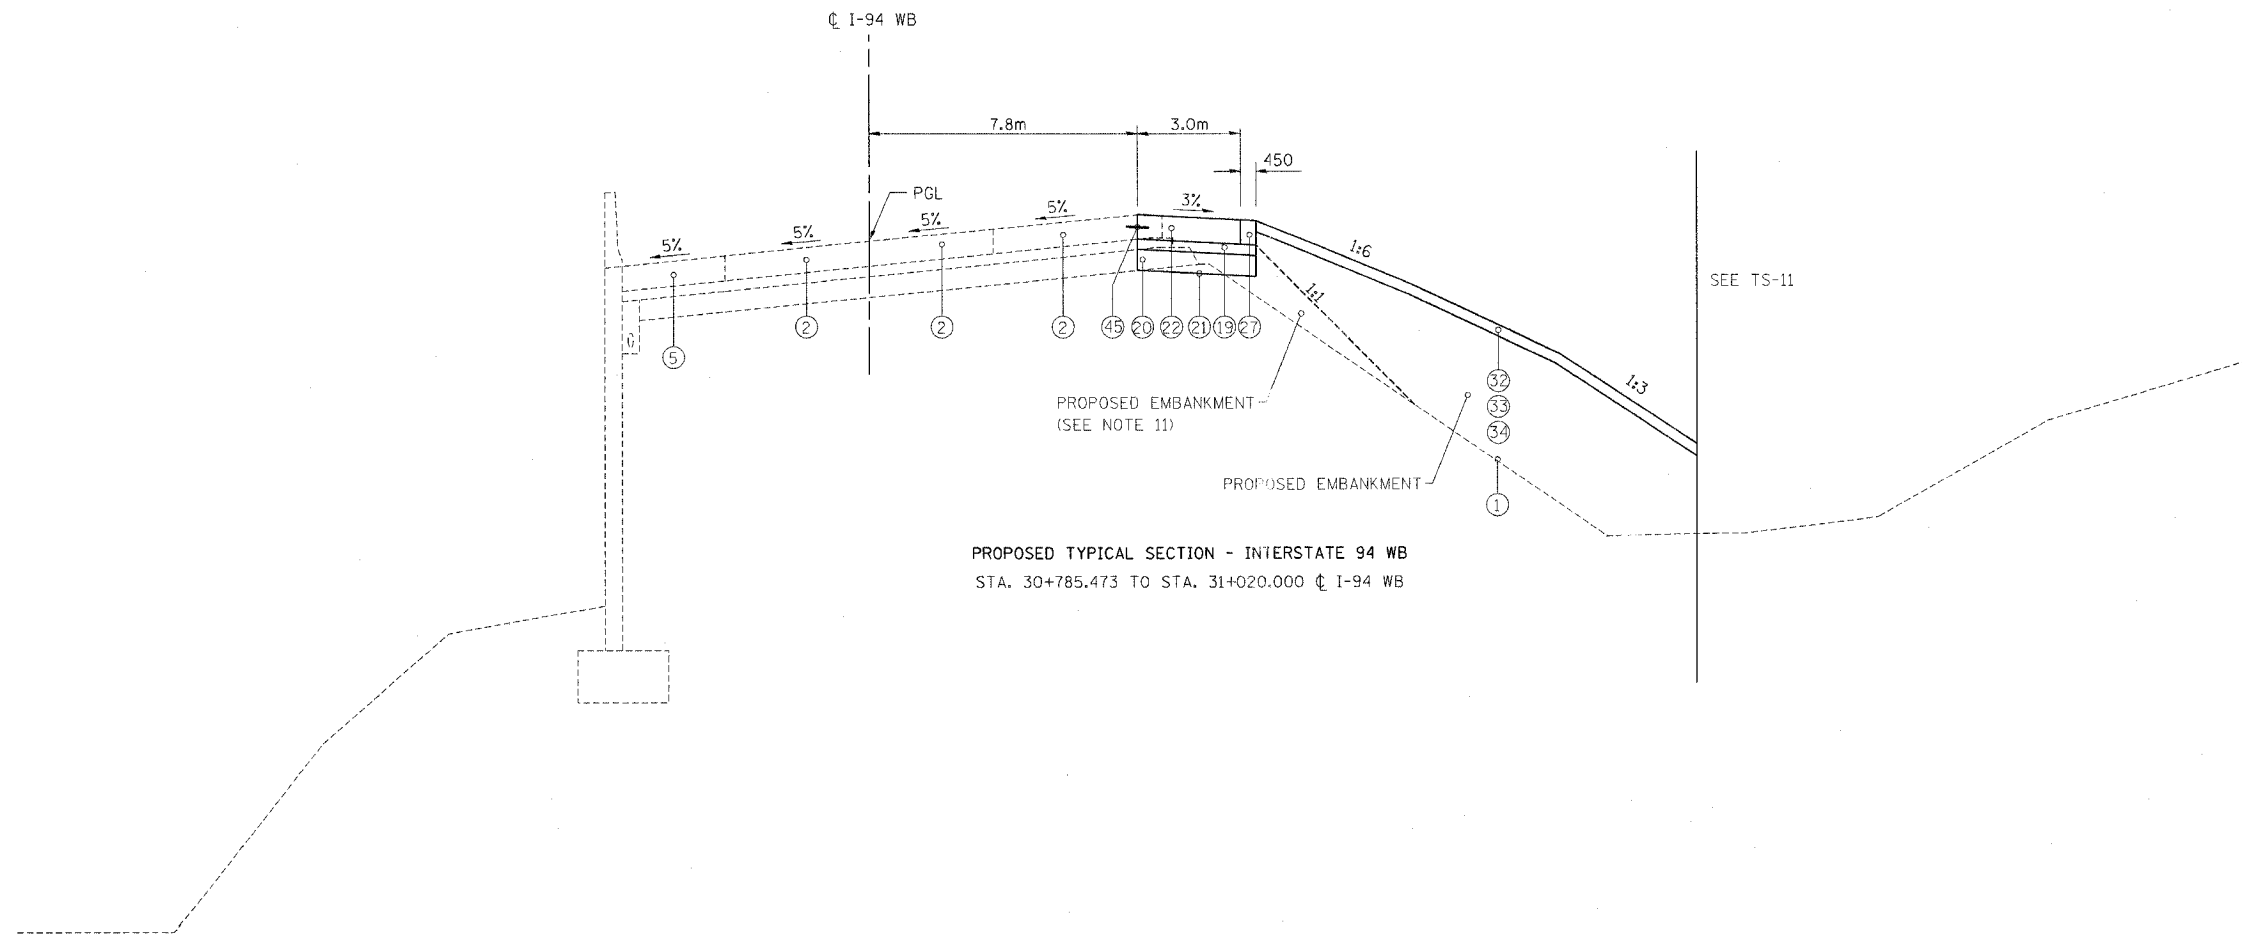 ℄ I-94 WB
7.8m
3.0m
450
PGL
5%
5%
5%
5%
3%
1:6
1:1
1:3
SEE TS-11
5
2
2
2
45
20
22
21
19
27
32
33
34
1
PROPOSED EMBANKMENT
(SEE NOTE 11)
PROPOSED EMBANKMENT
PROPOSED TYPICAL SECTION - INTERSTATE 94 WB
STA. 30+785.473 TO STA. 31+020.000 ℄ I-94 WB